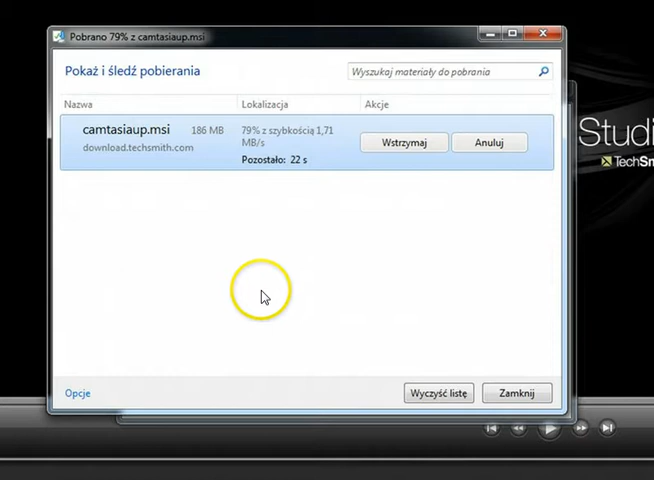 Pobrano 79% z camtasiaup.msi
Pokaż i śledź pobierania
Wyszukaj materiały do pobrania
Nazwa Lokalizacja Akcje
camtasiaup.msi 186 MB 79% z szybkością 1,71
MB/s
Wstrzymaj Anuluj
download.techsmith.com
Pozostało: 22 s
Studi
TechSm
Opcje Wyczyść listę Zamknij